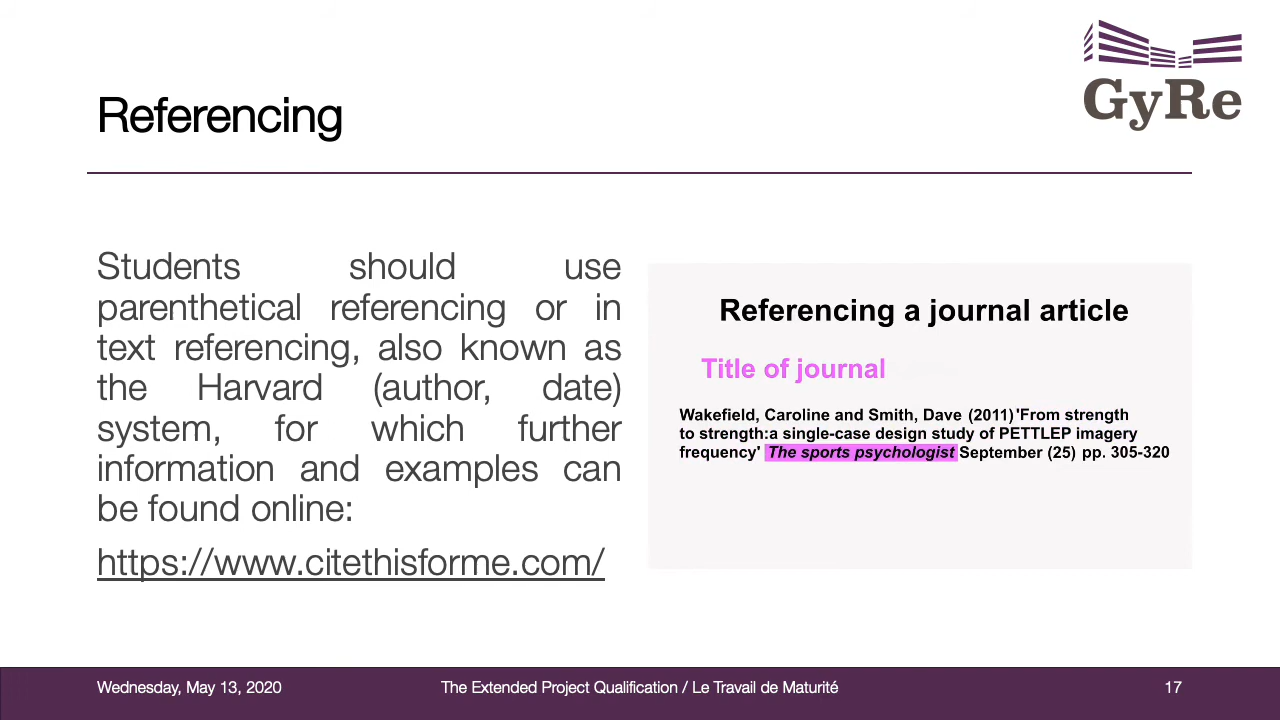 GyRe
Referencing
Students should use
parenthetical referencing or in
text referencing, also known as
the Harvard (author, date)
system, for which further
information and examples can
be found online:
https://www.citethisforme.com/
Referencing a journal article
Title of journal
Wakefield, Caroline and Smith, Dave (2011)'From strength
to strength:a single-case design study of PETTLEP imagery
frequency' The sports psychologist September (25) pp. 305-320
Wednesday, May 13, 2020
The Extended Project Qualification / Le Travail de Maturité
17